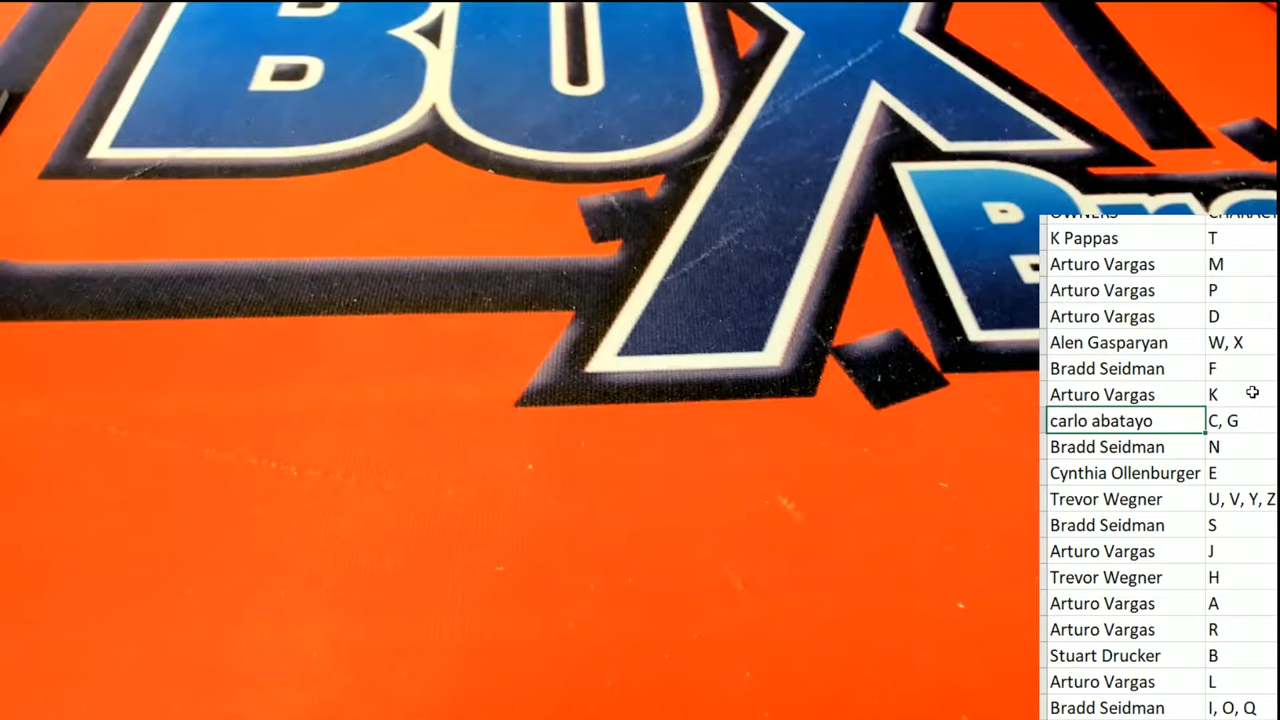 BOX
K Pappas T
Arturo Vargas M
Arturo Vargas P
Arturo Vargas D
Alen Gasparyan W, X
Bradd Seidman F
Arturo Vargas K
carlo abatayo C, G
Bradd Seidman N
Cynthia Ollenburger E
Trevor Wegner U, V, Y, Z
Bradd Seidman S
Arturo Vargas J
Trevor Wegner H
Arturo Vargas A
Arturo Vargas R
Stuart Drucker B
Arturo Vargas L
Bradd Seidman I, O, Q